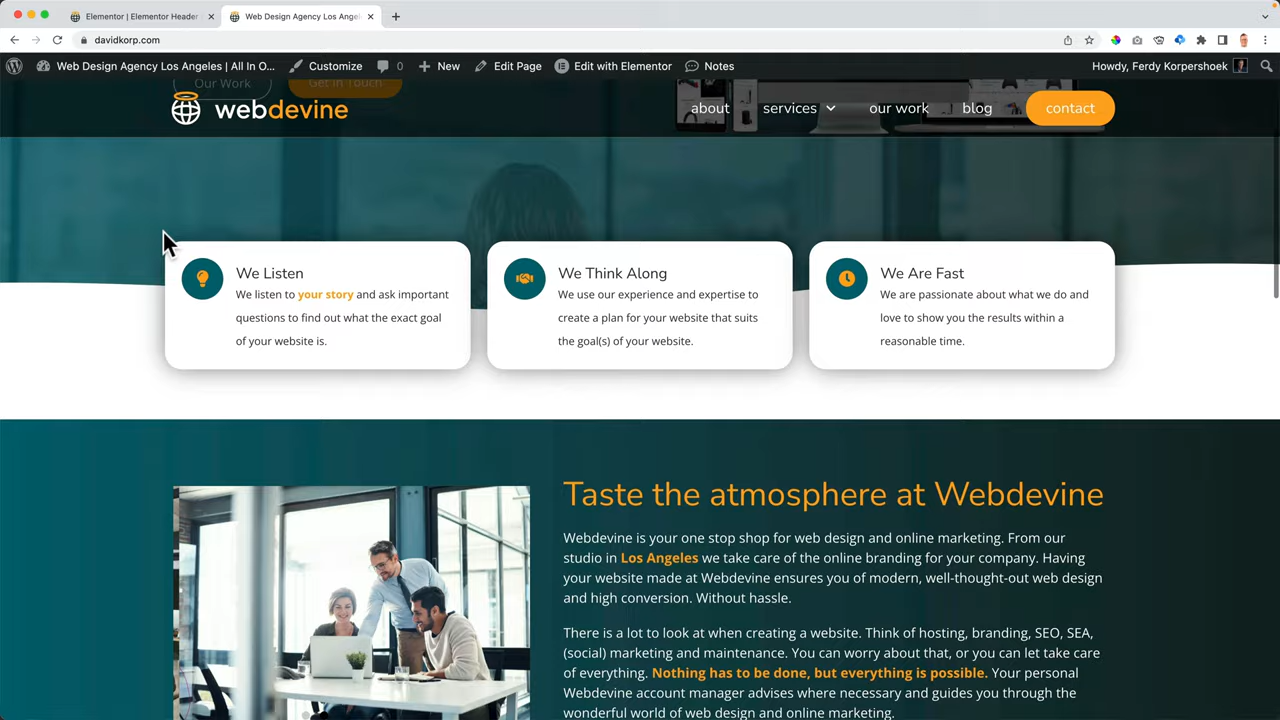 Elementor | Elementor Header
Web Design Agency Los Angel
davidkorp.com
Web Design Agency Los Angeles | All In O...
Customize
0
New
Edit Page
Edit with Elementor
Notes
Howdy, Ferdy Korpershoek
Our Work
Get in Touch
webdevine
about
services
our work
blog
contact
We Listen
We listen to your story and ask important
questions to find out what the exact goal
of your website is.
We Think Along
We use our experience and expertise to
create a plan for your website that suits
the goal(s) of your website.
We Are Fast
We are passionate about what we do and
love to show you the results within a
reasonable time.
Taste the atmosphere at Webdevine
Webdevine is your one stop shop for web design and online marketing. From our
studio in Los Angeles we take care of the online branding for your company. Having
your website made at Webdevine ensures you of modern, well-thought-out web design
and high conversion. Without hassle.
There is a lot to look at when creating a website. Think of hosting, branding, SEO, SEA,
(social) marketing and maintenance. You can worry about that, or you can let take care
of everything. Nothing has to be done, but everything is possible. Your personal
Webdevine account manager advises where necessary and guides you through the
wonderful world of web design and online marketing.